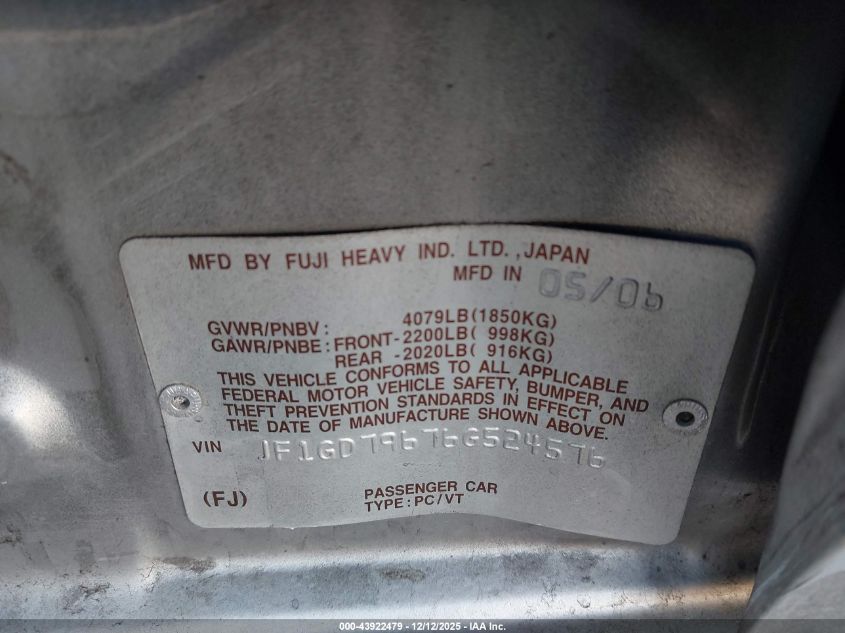 MFD BY FUJI HEAVY IND. LTD., JAPAN
MFD IN 05/06
GVWR/PNBV: 4079LB(1850KG)
GAWR/PNBE: FRONT-2200LB( 998KG)
REAR -2020LB( 916KG)
THIS VEHICLE CONFORMS TO ALL APPLICABLE
FEDERAL MOTOR VEHICLE SAFETY, BUMPER, AND
THEFT PREVENTION STANDARDS IN EFFECT ON
THE DATE OF MANUFACTURE SHOWN ABOVE.
VIN JF1GD79676G524576
(FJ)
PASSENGER CAR
TYPE: PC/VT
000-43922479 - 12/12/2025 - IAA Inc.